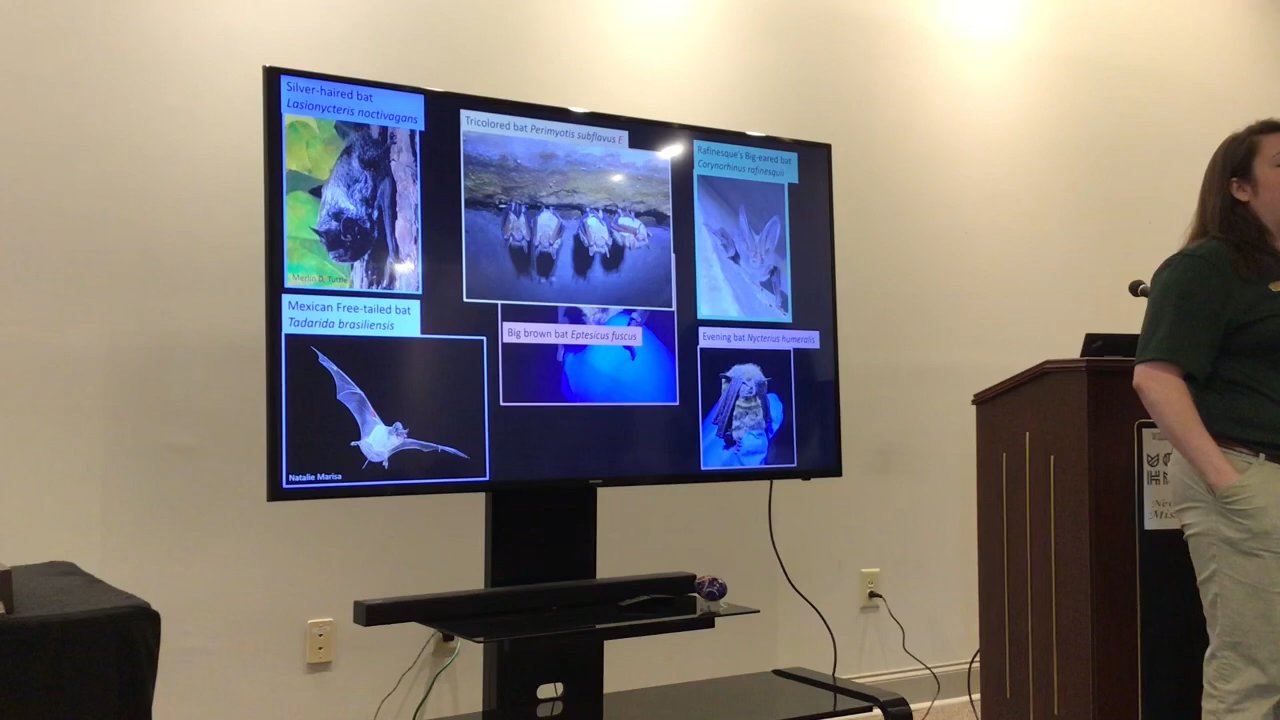 Silver-haired bat
Lasionycteris noctivagans
Merlin D. Tuttle
Mexican Free-tailed bat
Tadarida brasiliensis
Natalie Marisa
Tricolored bat Perimyotis subflavus E
Big brown bat Eptesicus fuscus
Rafinesque's Big-eared bat
Corynorhinus rafinesquii
Evening bat Nycterius humeralis